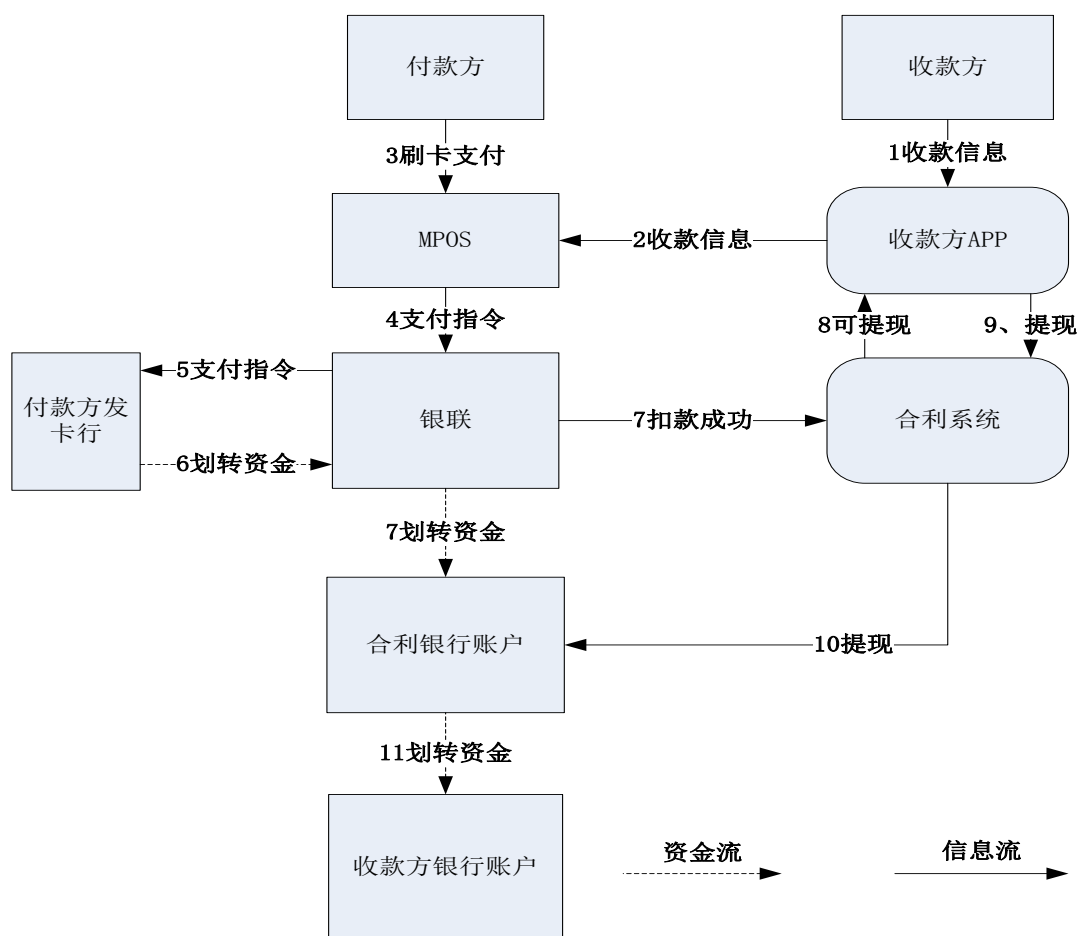 付款方
收款方
3刷卡支付
1收款信息
MPOS
2收款信息
收款方APP
4支付指令
8可提现
9、提现
付款方发
卡行
5支付指令
银联
7扣款成功
合利系统
6划转资金
7划转资金
合利银行账户
10提现
11划转资金
收款方银行账户
资金流
信息流